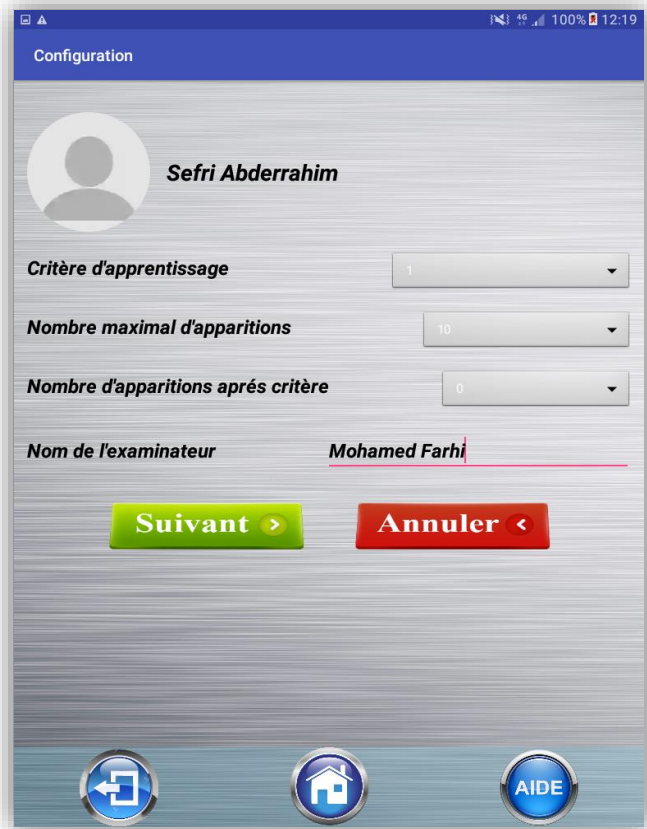 4G 100% 12:19
Configuration
Sefri Abderrahim
Critère d'apprentissage 1
Nombre maximal d'apparitions 10
Nombre d'apparitions aprés critère 0
Nom de l'examinateur Mohamed Farhi
Suivant Annuler
AIDE